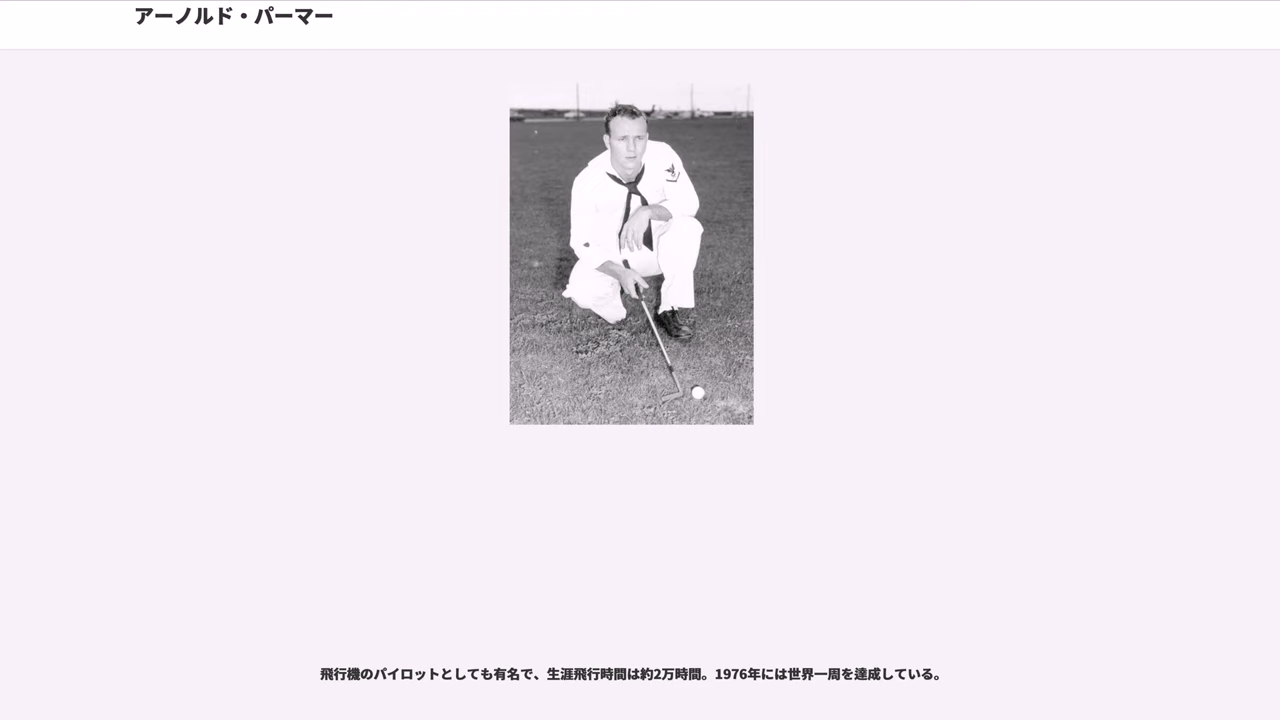 アーノルド・パーマー
飛行機のパイロットとしても有名で、生涯飛行時間は約2万時間。1976年には世界一周を達成している。